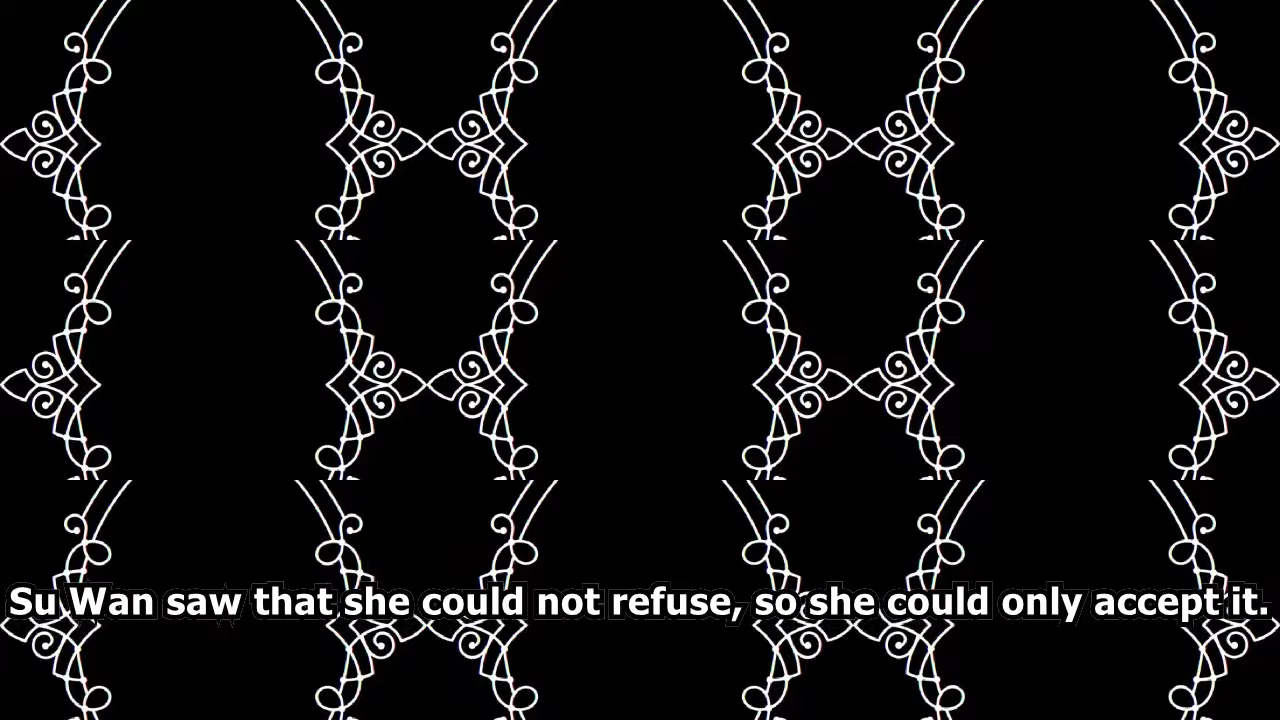 Su Wan saw that she could not refuse, so she could only accept it.